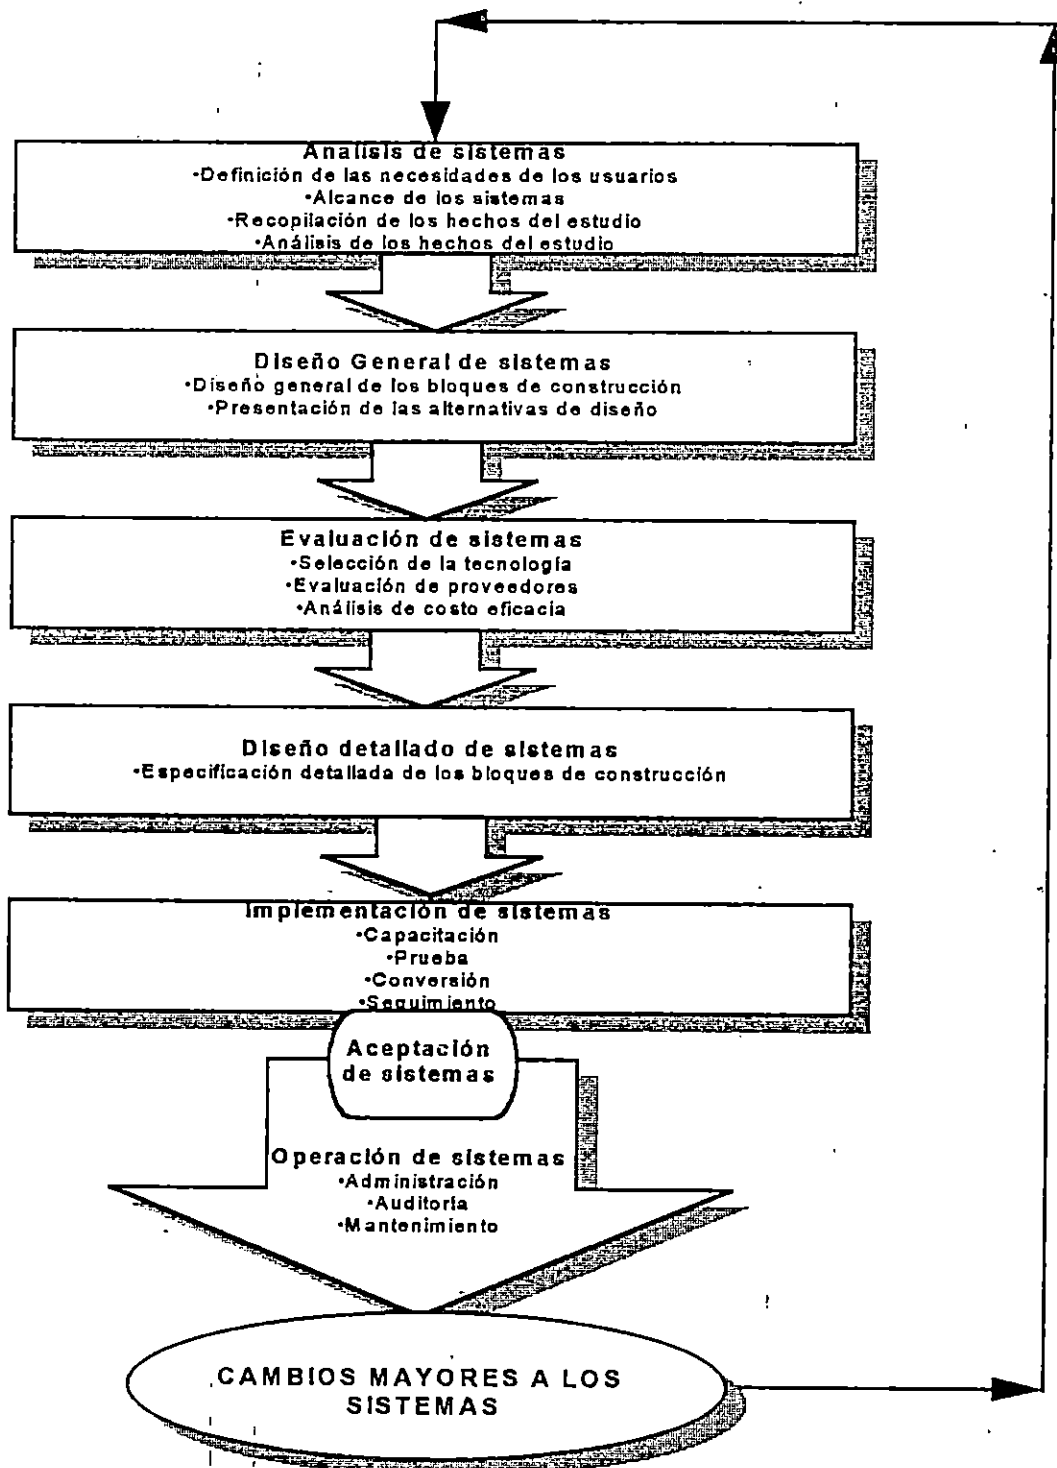 Analisis de sistemas
•Definición de las necesidades de los usuarios
•Alcance de los sistemas
•Recopilación de los hechos del estudio
•Análisis de los hechos del estudio
Diseño General de sistemas
•Diseño general de los bloques de construcción
•Presentación de las alternativas de diseño
Evaluación de sistemas
•Selección de la tecnología
•Evaluación de proveedores
•Análisis de costo eficacia
Diseño detallado de sistemas
•Especificación detallada de los bloques de construcción
Implementación de sistemas
•Capacitación
•Prueba
•Conversión
•Seguimiento
Aceptación
de sistemas
Operación de sistemas
•Administración
•Auditoría
•Mantenimiento
CAMBIOS MAYORES A LOS
SISTEMAS